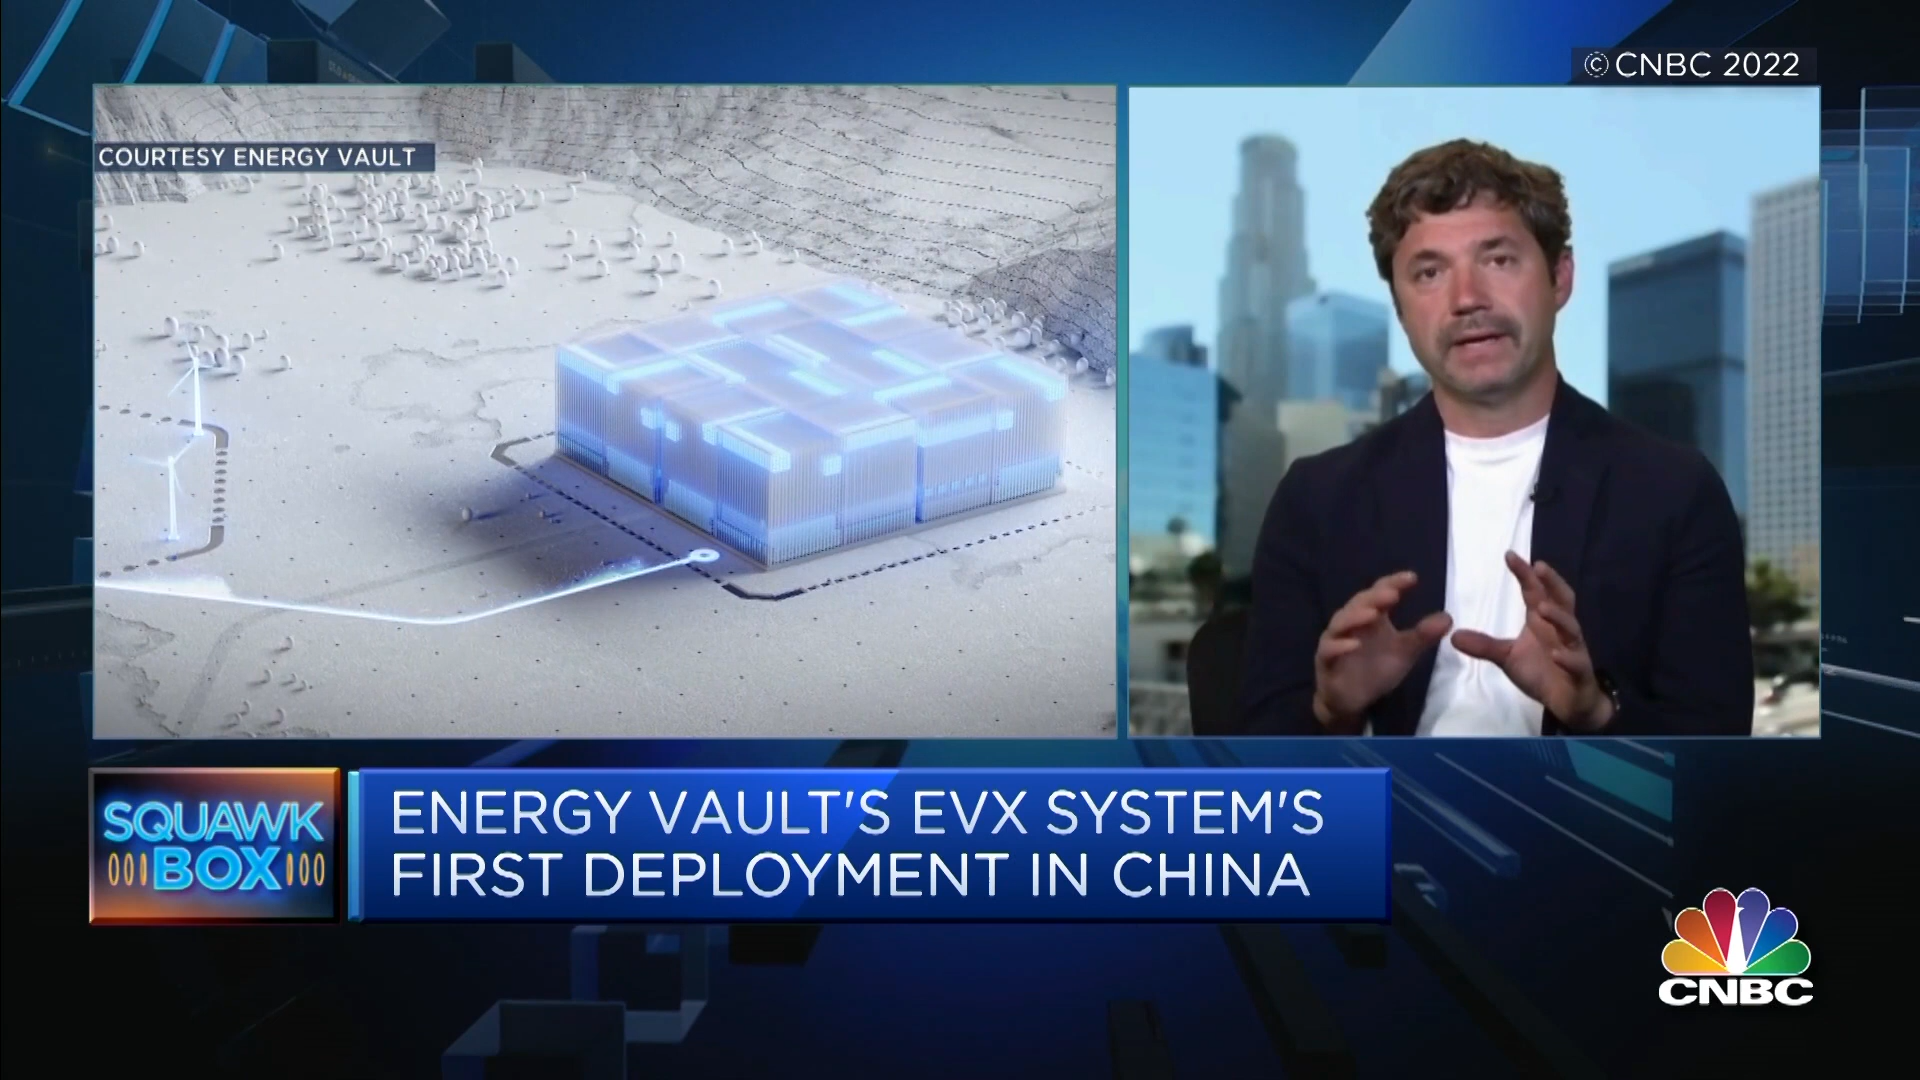 © CNBC 2022
COURTESY ENERGY VAULT
SQUAWK
BOX
ENERGY VAULT'S EVX SYSTEM'S
FIRST DEPLOYMENT IN CHINA
CNBC